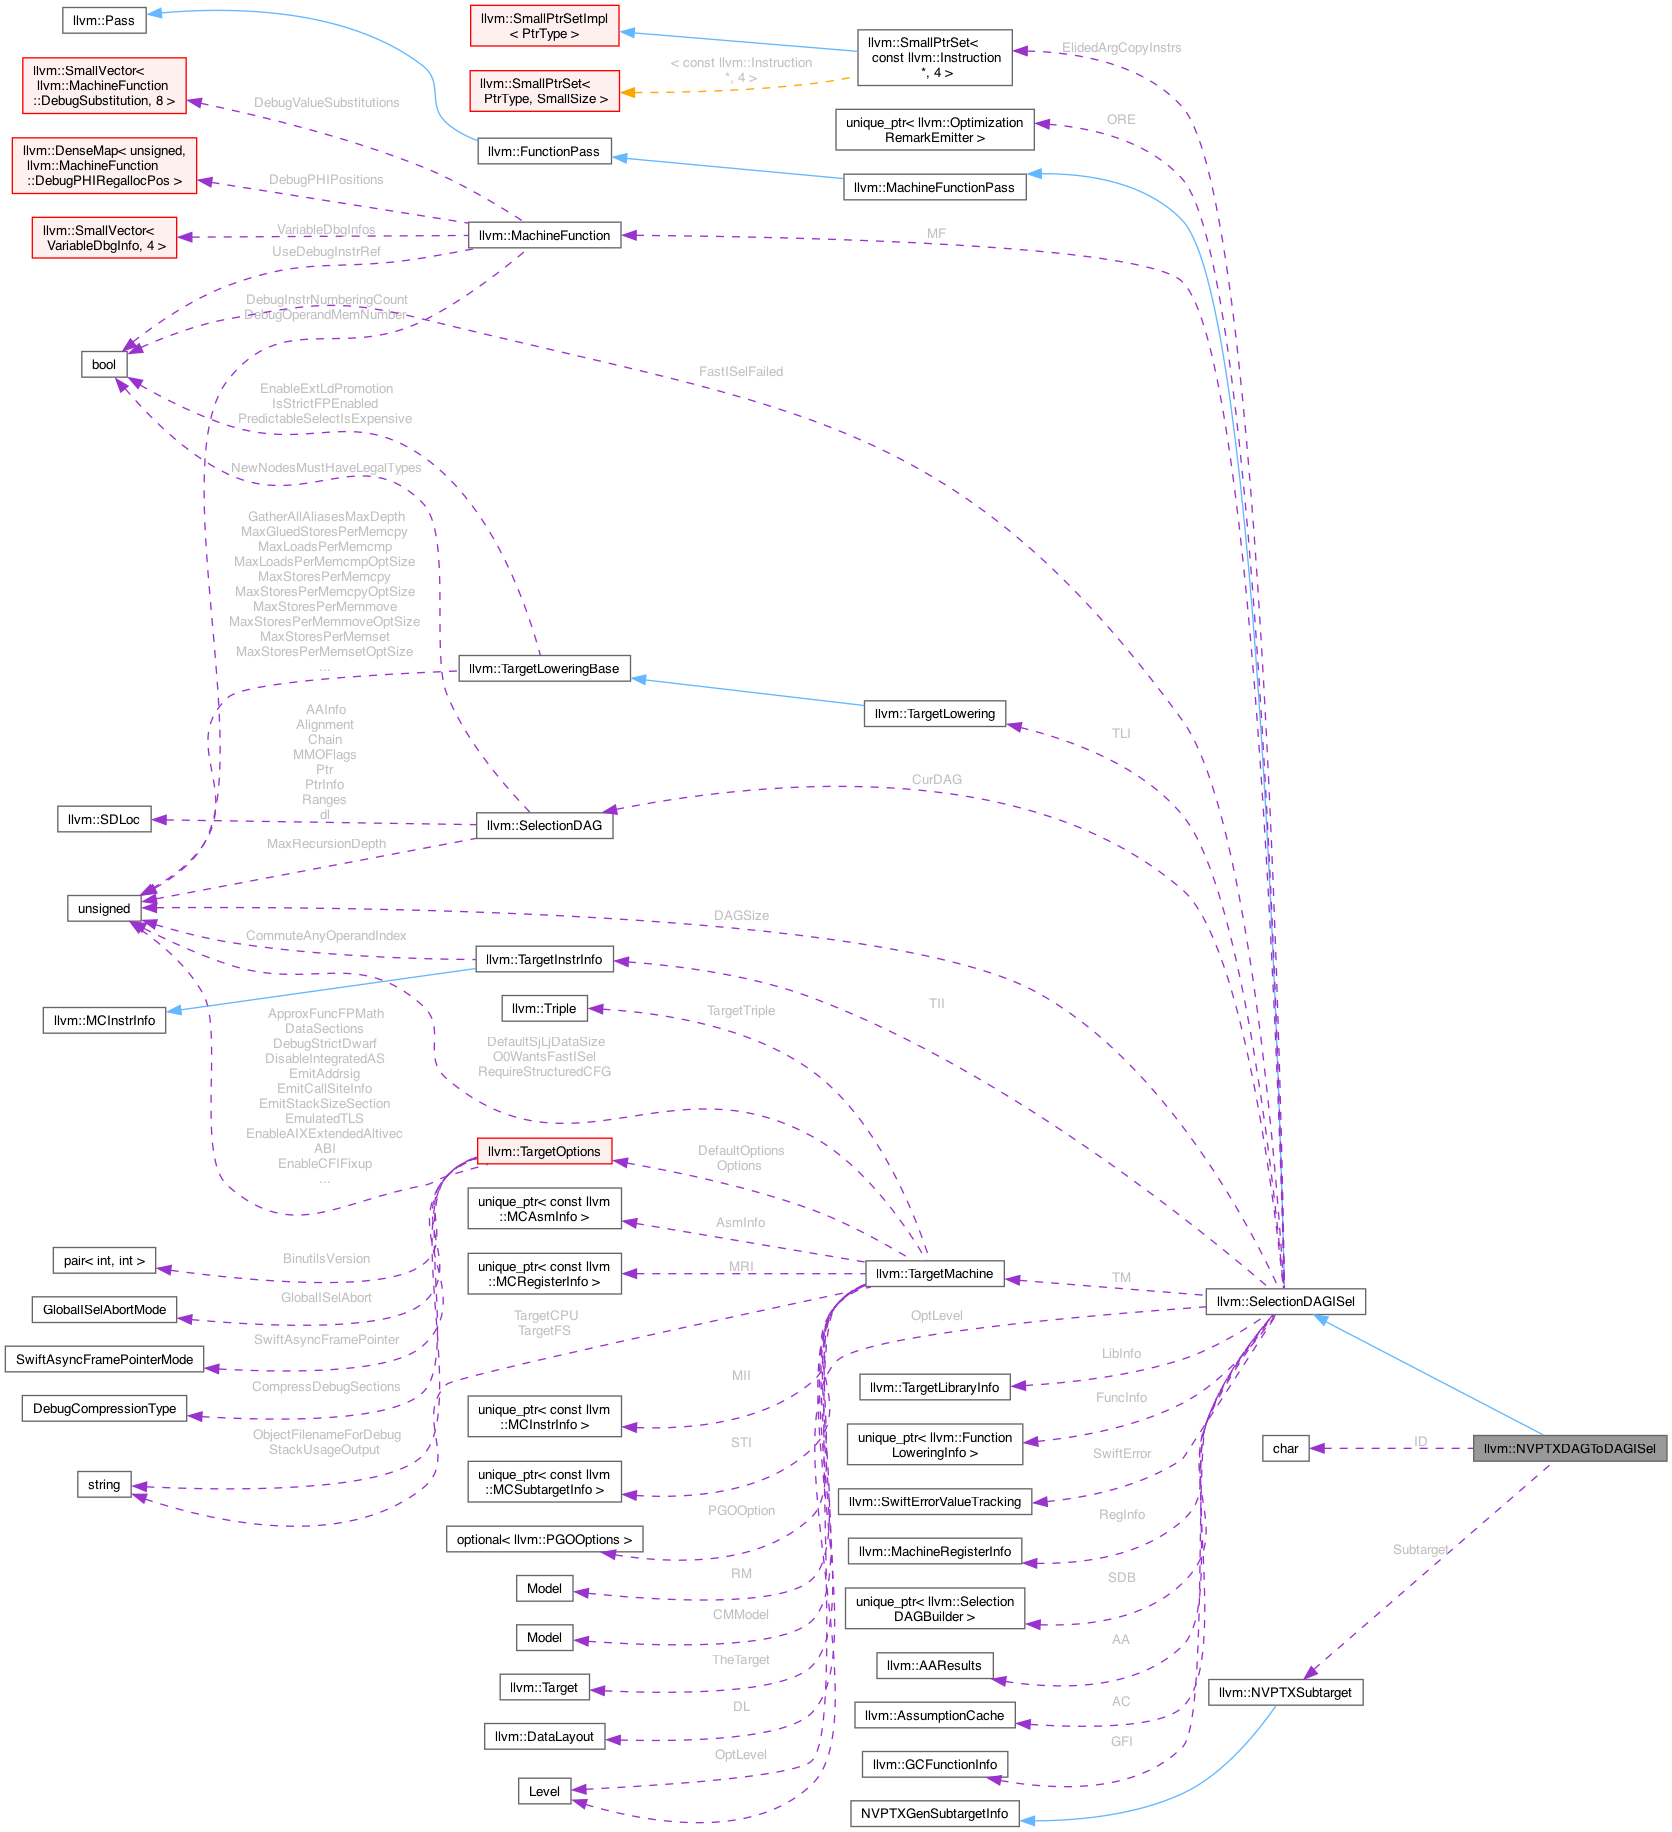 llvm::Pass
llvm::SmallPtrSetImpl
< PtrType >
llvm::SmallPtrSet<
const llvm::Instruction
*, 4 >
ElidedArgCopyInstrs
llvm::SmallVector<
llvm::MachineFunction
::DebugSubstitution, 8 >
DebugValueSubstitutions
llvm::SmallPtrSet<
PtrType, SmallSize >
< const llvm::Instruction
*, 4 >
unique_ptr< llvm::Optimization
RemarkEmitter >
ORE
llvm::DenseMap< unsigned,
llvm::MachineFunction
::DebugPHIRegallocPos >
DebugPHIPositions
llvm::FunctionPass
llvm::MachineFunctionPass
llvm::SmallVector<
VariableDbgInfo, 4 >
VariableDbgInfos
llvm::MachineFunction
MF
UseDebugInstrRef
DebugInstrNumberingCount
DebugOperandMemNumber
bool
FastISelFailed
EnableExtLdPromotion
IsStrictFPEnabled
PredictableSelectIsExpensive
NewNodesMustHaveLegalTypes
GatherAllAliasesMaxDepth
MaxGluedStoresPerMemcpy
MaxLoadsPerMemcmp
MaxLoadsPerMemcmpOptSize
MaxStoresPerMemcpy
MaxStoresPerMemcpyOptSize
MaxStoresPerMemmove
MaxStoresPerMemmoveOptSize
MaxStoresPerMemset
MaxStoresPerMemsetOptSize
...
llvm::TargetLoweringBase
llvm::TargetLowering
TLI
AAInfo
Alignment
Chain
MMOFlags
Ptr
PtrInfo
Ranges
dl
llvm::SDLoc
llvm::SelectionDAG
CurDAG
MaxRecursionDepth
unsigned
DAGSize
CommuteAnyOperandIndex
llvm::TargetInstrInfo
TII
llvm::MCInstrInfo
llvm::Triple
TargetTriple
ApproxFuncFPMath
DataSections
DebugStrictDwarf
DisableIntegratedAS
EmitAddrsig
EmitCallSiteInfo
EmitStackSizeSection
EmulatedTLS
EnableAIXExtendedAltivec
ABI
EnableCFIFixup
...
DefaultSjLjDataSize
O0WantsFastISel
RequireStructuredCFG
llvm::TargetOptions
DefaultOptions
Options
unique_ptr< const llvm
::MCAsmInfo >
AsmInfo
pair< int, int >
BinutilsVersion
unique_ptr< const llvm
::MCRegisterInfo >
MRI
llvm::TargetMachine
TM
llvm::SelectionDAGISel
GlobalISelAbortMode
GlobalISelAbort
TargetCPU
TargetFS
OptLevel
SwiftAsyncFramePointerMode
SwiftAsyncFramePointer
LibInfo
llvm::TargetLibraryInfo
DebugCompressionType
CompressDebugSections
MII
unique_ptr< const llvm
::MCInstrInfo >
FuncInfo
unique_ptr< llvm::Function
LoweringInfo >
ObjectFilenameForDebug
StackUsageOutput
STI
char
ID
llvm::NVPTXDAGToDAGISel
string
unique_ptr< const llvm
::MCSubtargetInfo >
SwiftError
llvm::SwiftErrorValueTracking
PGOOption
optional< llvm::PGOOptions >
RegInfo
llvm::MachineRegisterInfo
Subtarget
Model
RM
SDB
unique_ptr< llvm::Selection
DAGBuilder >
Model
CMModel
AA
llvm::AAResults
llvm::Target
TheTarget
llvm::NVPTXSubtarget
AC
llvm::AssumptionCache
llvm::DataLayout
DL
GFI
llvm::GCFunctionInfo
Level
OptLevel
NVPTXGenSubtargetInfo